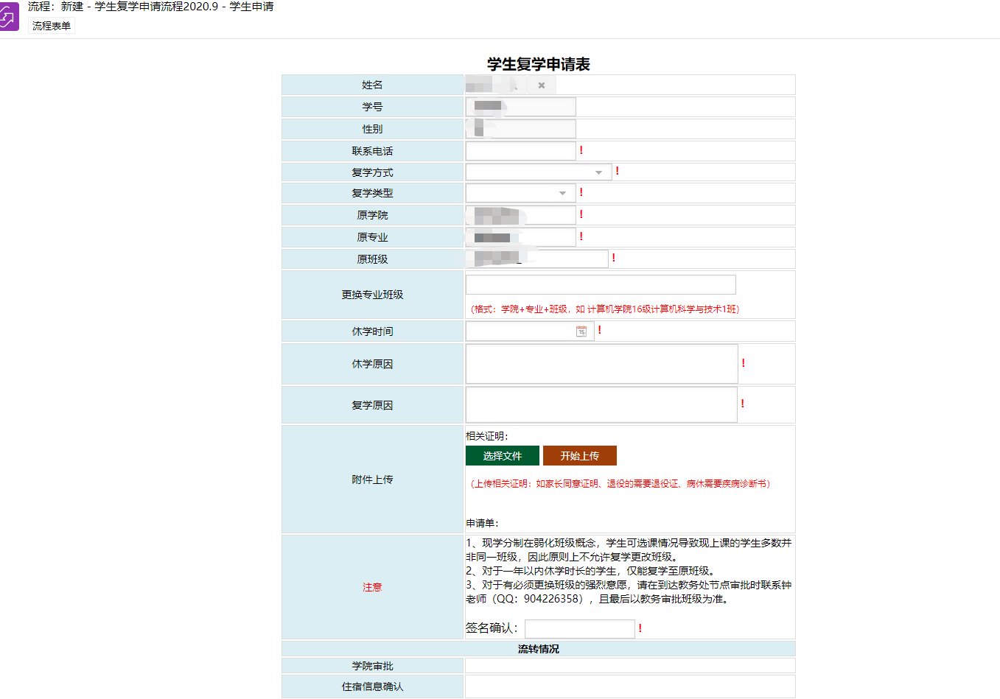 流程：新建 - 学生复学申请流程2020.9 - 学生申请
流程表单
学生复学申请表
姓名
学号
性别
联系电话 !
复学方式 !
复学类型 !
原学院 !
原专业 !
原班级 !
更换专业班级
（格式：学院+专业+班级，如 计算机学院16级计算机科学与技术1班）
休学时间 15 !
休学原因 !
复学原因 !
附件上传
相关证明：
选择文件 开始上传
（上传相关证明：如家长同意证明、退役的需要退役证、病休需要疾病诊断书）
申请单：
注意
1、现学分制在弱化班级概念，学生可选课情况导致现上课的学生多数并
非同一班级，因此原则上不允许复学更改班级。
2、对于一年以内休学时长的学生，仅能复学至原班级。
3、对于有必须更换班级的强烈意愿，请在到达教务处节点审批时联系钟
老师（QQ：904226358），且最后以教务审批班级为准。
签名确认： !
流转情况
学院审批
住宿信息确认